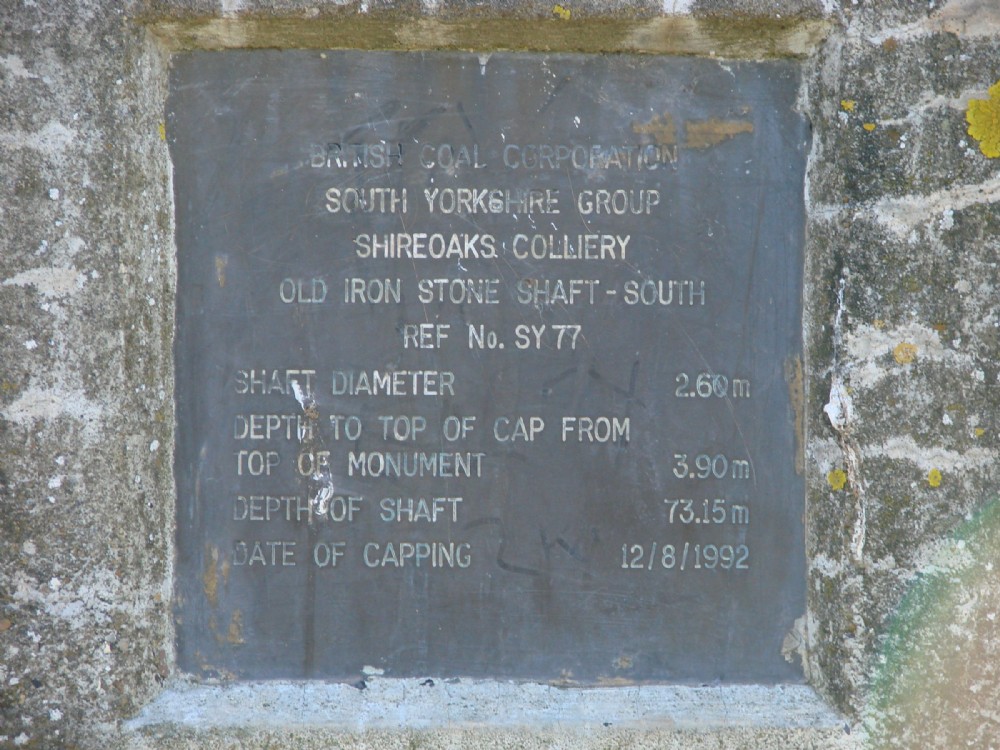 BRITISH COAL CORPORATION
SOUTH YORKSHIRE GROUP
SHIREOAKS COLLIERY
OLD IRON STONE SHAFT - SOUTH
REF No. SY 77
SHAFT DIAMETER 2.60m
DEPTH TO TOP OF CAP FROM
TOP OF MONUMENT 3.90m
DEPTH OF SHAFT 73.15m
DATE OF CAPPING 12/8/1992